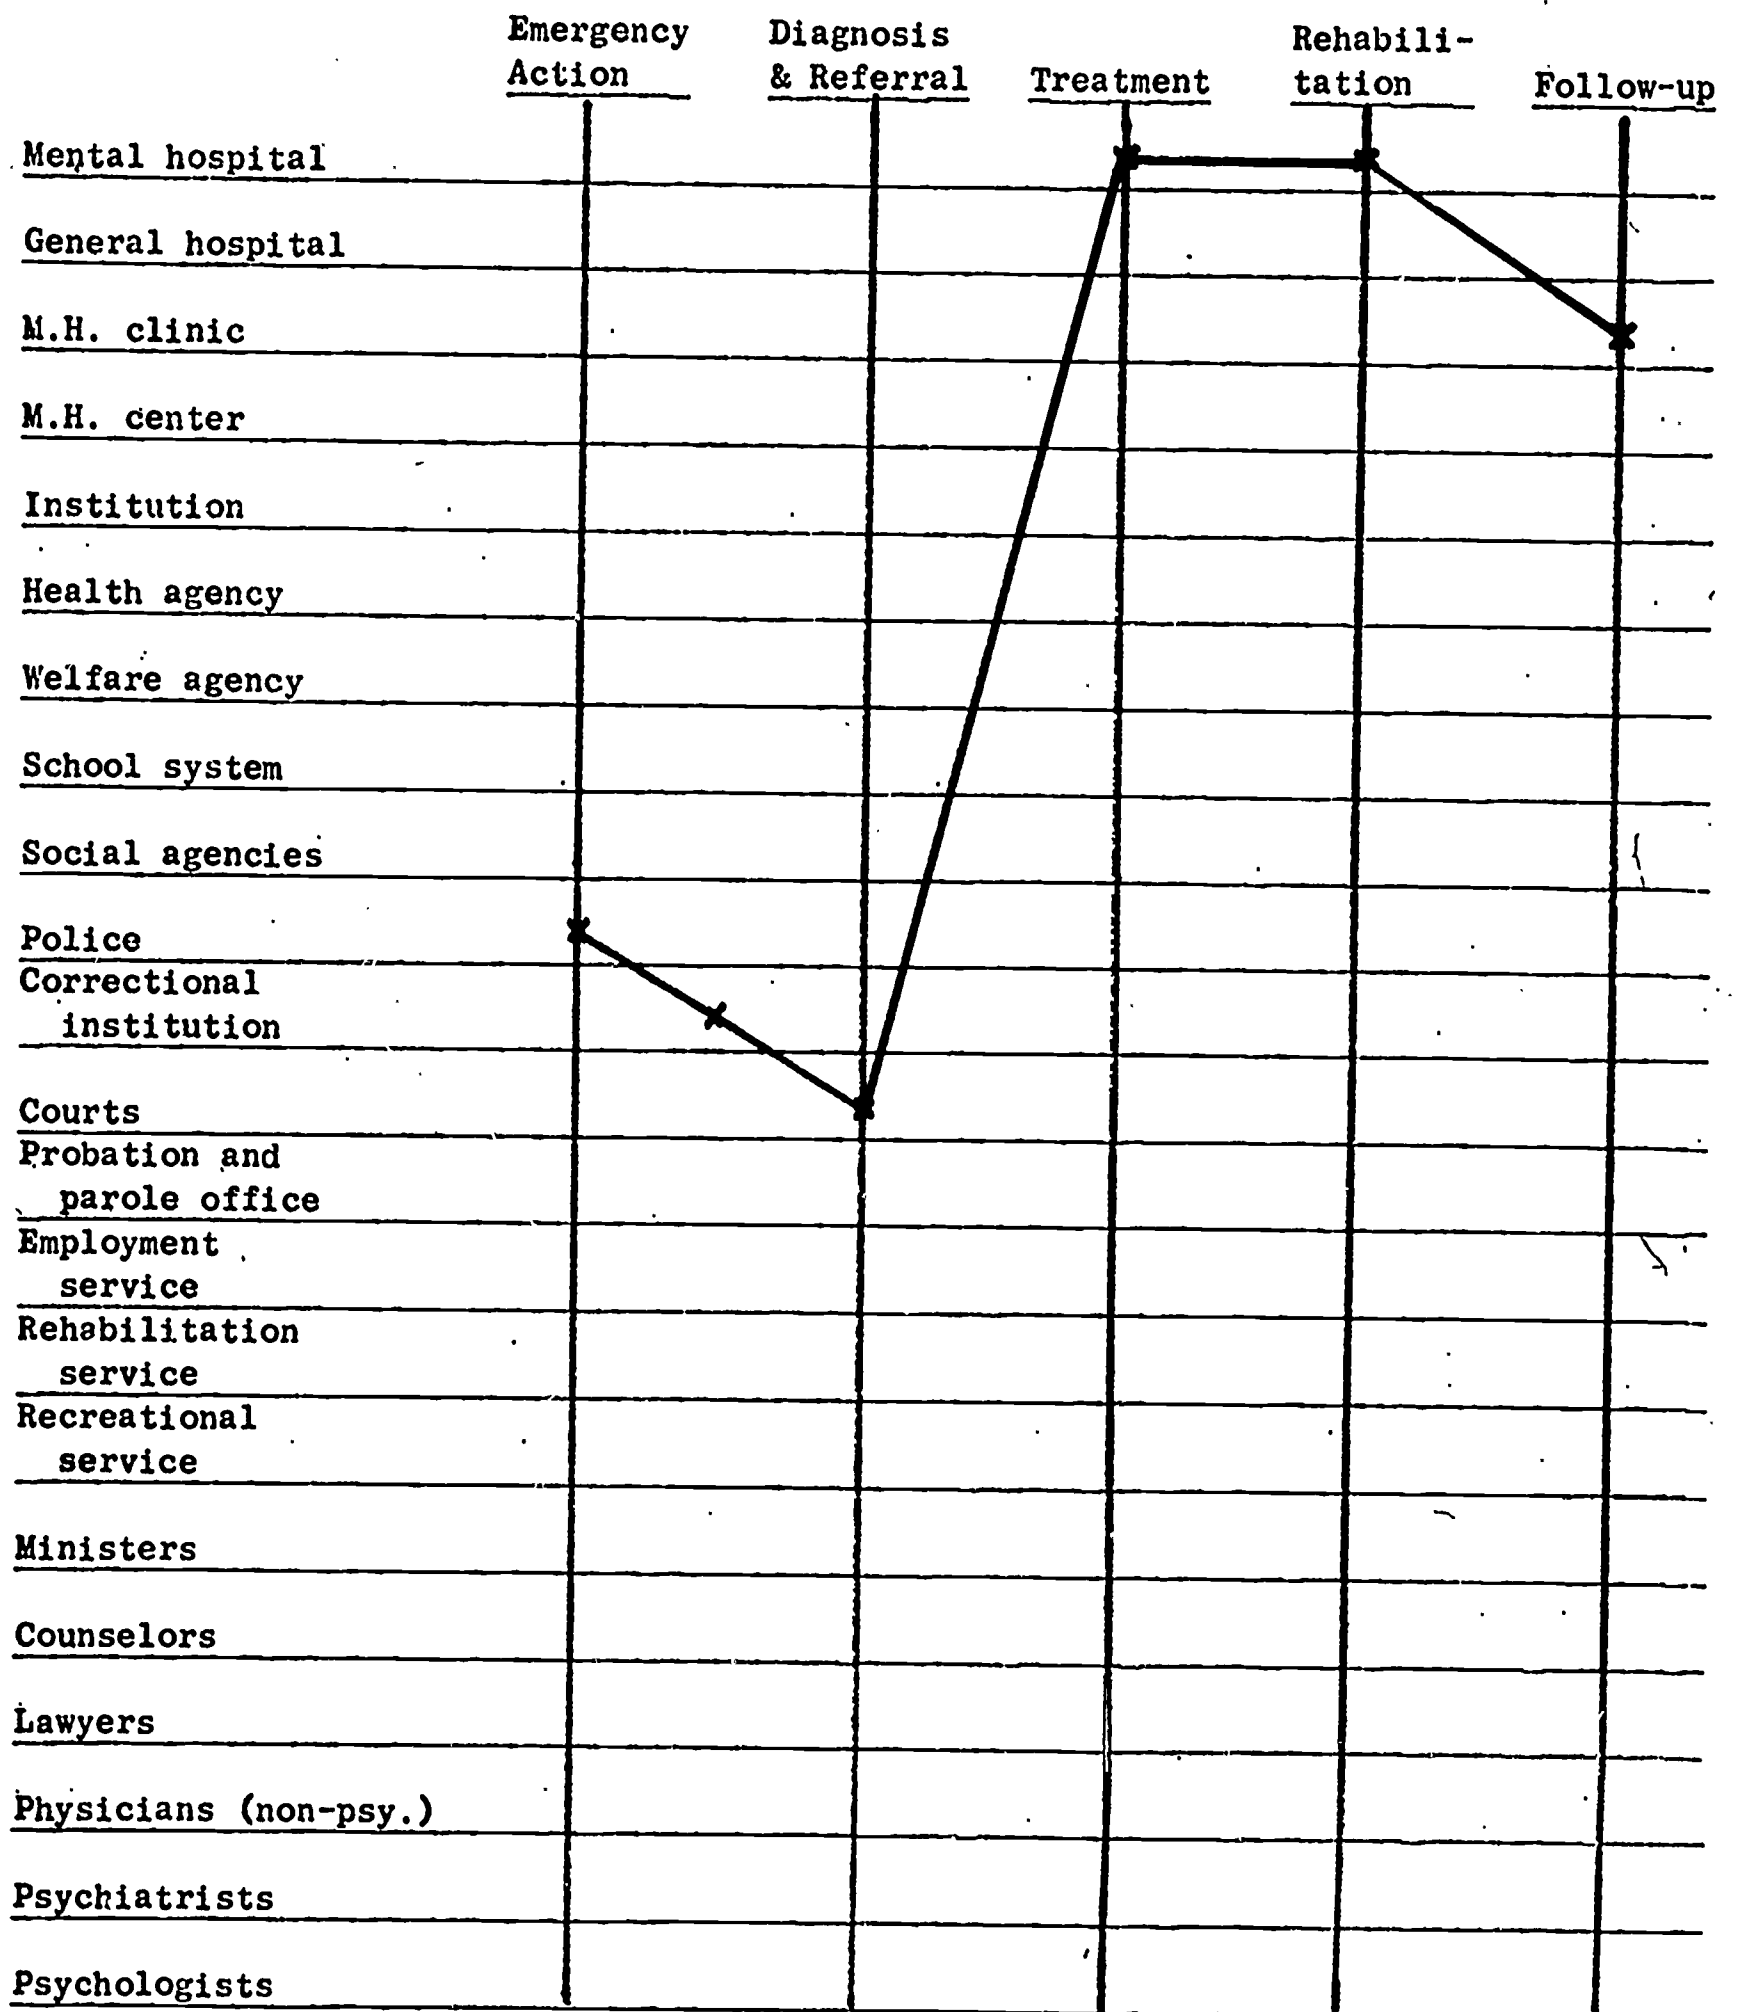 Emergency Action
Diagnosis & Referral
Treatment
Rehabili-
tation
Follow-up
Mental hospital
General hospital
M.H. clinic
M.H. center
Institution
Health agency
Welfare agency
School system
Social agencies
Police
Correctional
institution
Courts
Probation and
parole office
Employment
service
Rehabilitation
service
Recreational
service
Ministers
Counselors
Lawyers
Physicians (non-psy.)
Psychiatrists
Psychologists